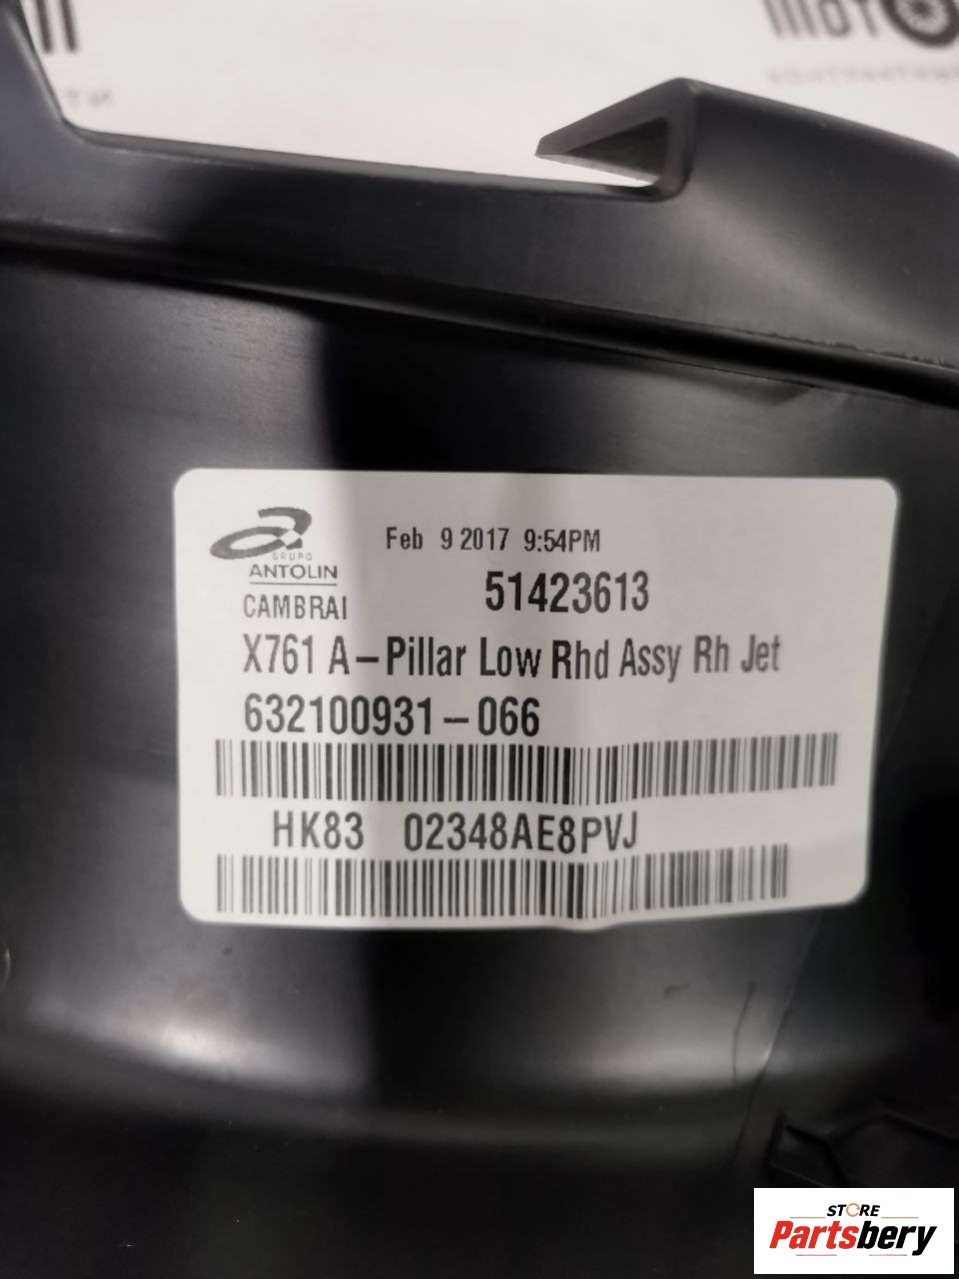 Feb 9 2017 9:54PM
GRUPO
ANTOLIN
CAMBRAI
51423613
X761 A-Pillar Low Rhd Assy Rh Jet
632100931-066
HK83 02348AE8PVJ
STORE
Partsbery